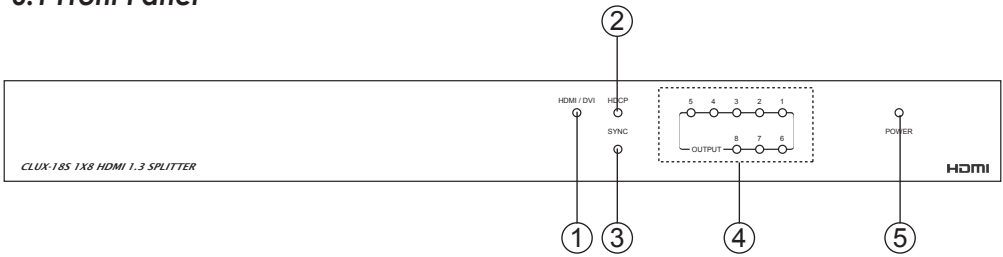 6.1 Front Panel
2
HDMI / DVI HDCP
5 4 3 2 1
SYNC
POWER
8 7 6
OUTPUT
CLUX-18S 1X8 HDMI 1.3 SPLITTER
HDMI
1 3 4 5